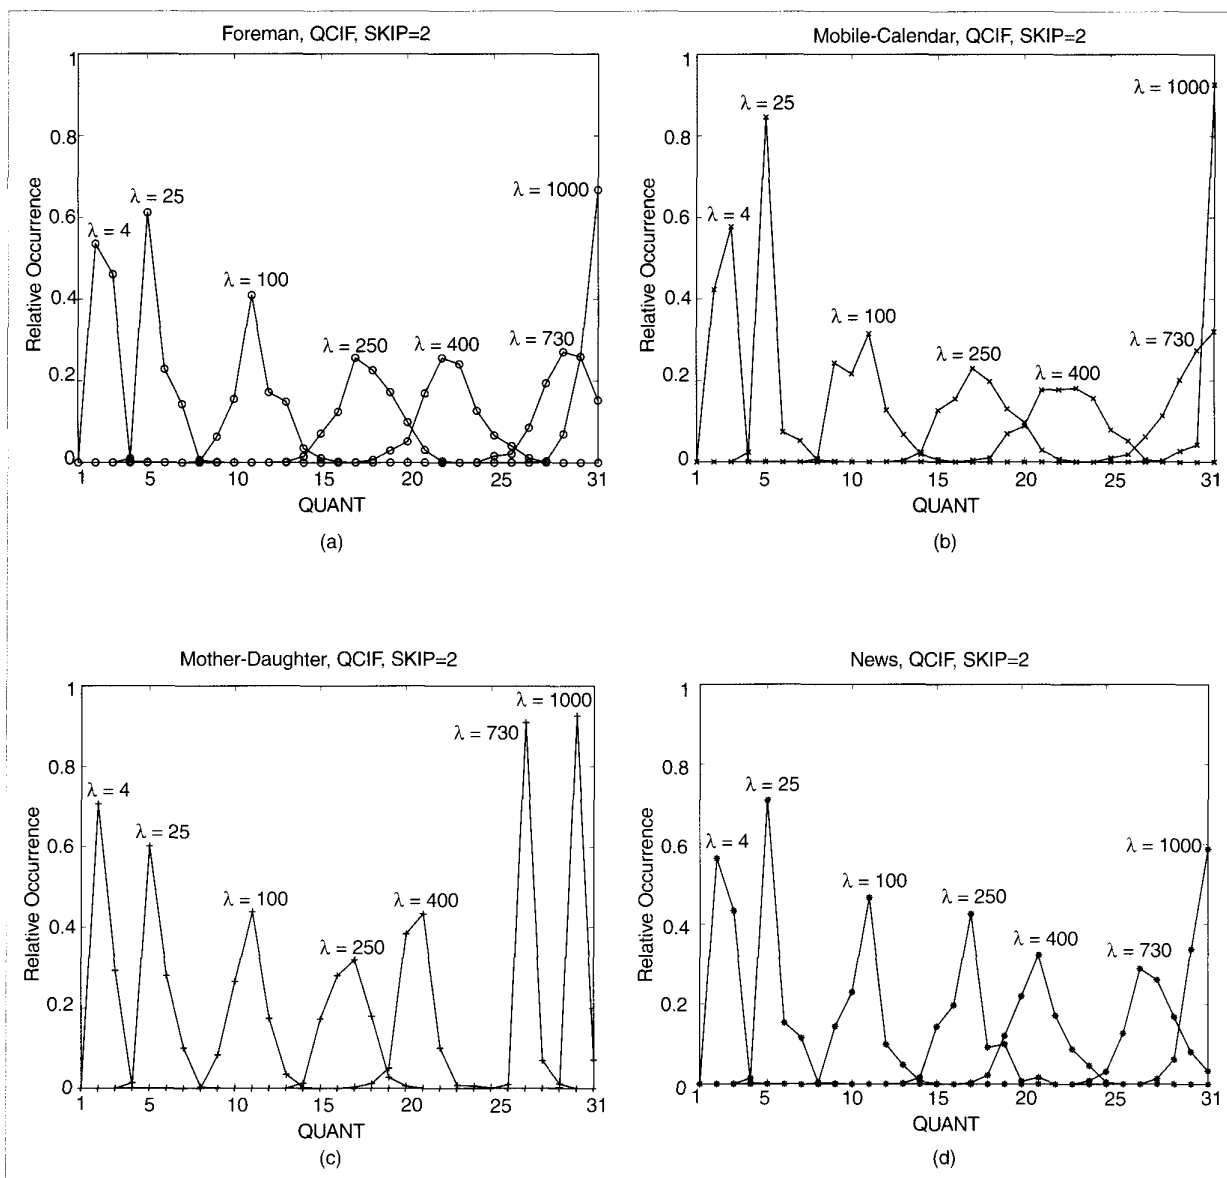 Foreman, QCIF, SKIP=2
1
0.8
0.6
0.4
0.2
0
Relative Occurrence
λ = 4
λ = 25
λ = 100
λ = 250
λ = 400
λ = 730
λ = 1000
1 5 10 15 20 25 31
QUANT
(a)
Mobile-Calendar, QCIF, SKIP=2
1
0.8
0.6
0.4
0.2
0
Relative Occurrence
λ = 4
λ = 25
λ = 100
λ = 250
λ = 400
λ = 730
λ = 1000
1 5 10 15 20 25 31
QUANT
(b)
Mother-Daughter, QCIF, SKIP=2
1
0.8
0.6
0.4
0.2
0
Relative Occurrence
λ = 4
λ = 25
λ = 100
λ = 250
λ = 400
λ = 730
λ = 1000
1 5 10 15 20 25 31
QUANT
(c)
News, QCIF, SKIP=2
1
0.8
0.6
0.4
0.2
0
Relative Occurrence
λ = 4
λ = 25
λ = 100
λ = 250
λ = 400
λ = 730
λ = 1000
1 5 10 15 20 25 31
QUANT
(d)